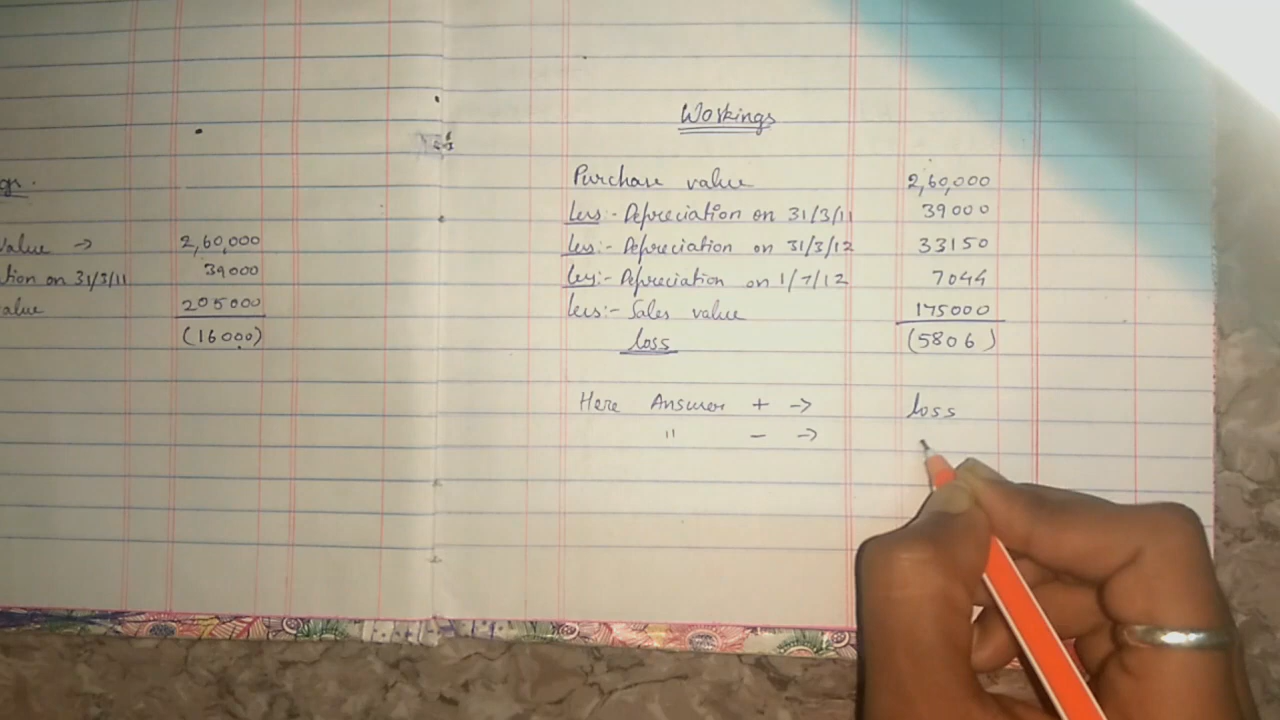 Value → 2,60,000
tion on 31/3/11 39000
alue 205000
(16000)
Workings
Purchase value 2,60,000
Less:- Depreciation on 31/3/11 39000
Less:- Depreciation on 31/3/12 33150
Less:- Depreciation on 1/7/12 7044
Less:- Sales value 175000
loss (5806)
Here Answer + → loss
" - →